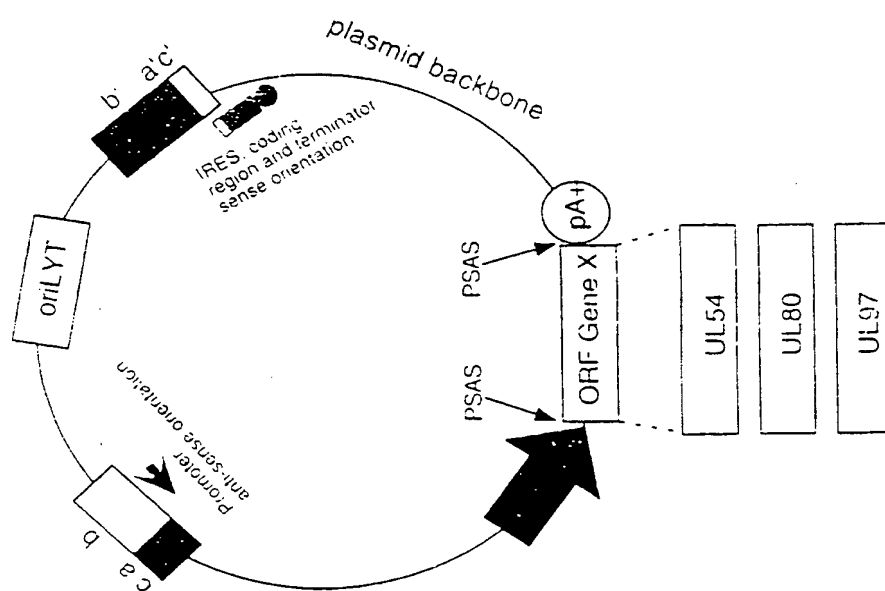 plasmid backbone
b' a'c'
IRES, coding
region and terminator
sense orientation
oriLYT
Promoter
anti-sense orientation
b
c a
pA+
PSAS
PSAS
ORF Gene X
UL54
UL80
UL97